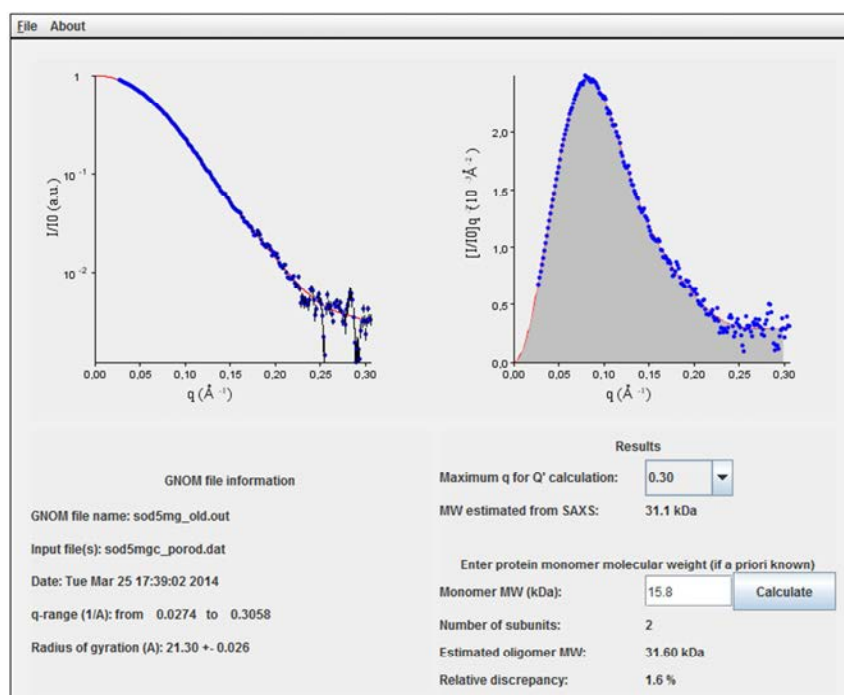 File About
1
10⁻¹
10⁻²
I/I0 (a.u.)
0,00 0,05 0,10 0,15 0,20 0,25 0,30
q (Å ⁻¹)
2,0
1,5
1,0
0,5
0,0
0,00 0,05 0,10 0,15 0,20 0,25 0,30
q (Å ⁻¹)
GNOM file information
GNOM file name: sod5mg_old.out
Input file(s): sod5mgc_porod.dat
Date: Tue Mar 25 17:39:02 2014
q-range (1/A): from 0.0274 to 0.3058
Radius of gyration (A): 21.30 +- 0.026
Results
Maximum q for Q' calculation: 0.30
MW estimated from SAXS: 31.1 kDa
Enter protein monomer molecular weight (if a priori known)
Monomer MW (kDa): 15.8 Calculate
Number of subunits: 2
Estimated oligomer MW: 31.60 kDa
Relative discrepancy: 1.6 %